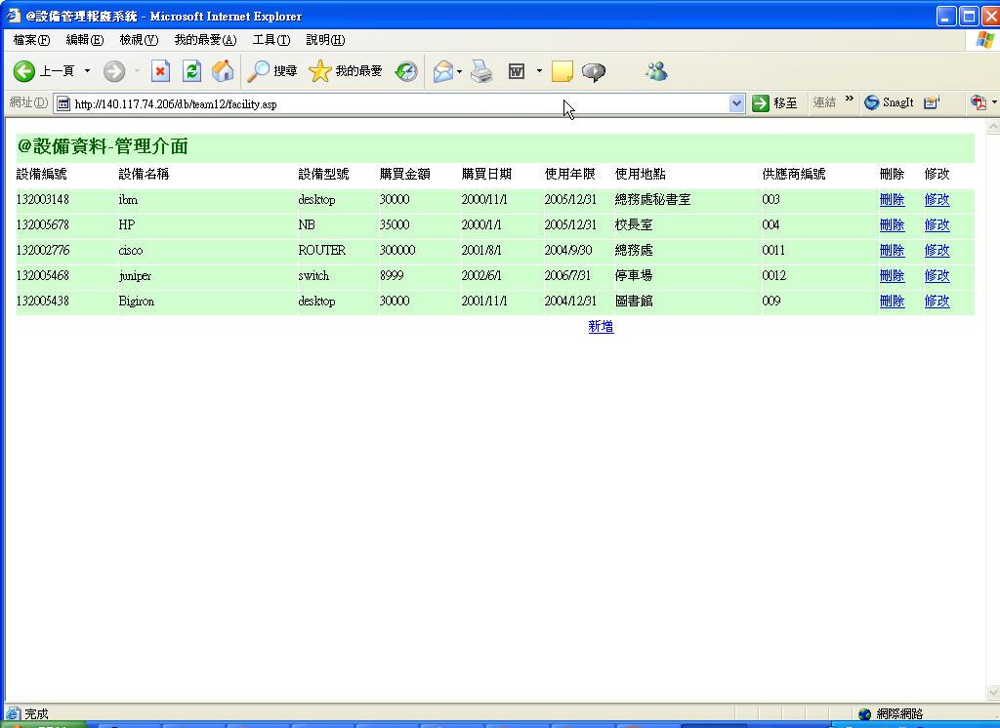 @設備管理報廢系統 - Microsoft Internet Explorer
檔案(F) 編輯(E) 檢視(V) 我的最愛(A) 工具(T) 說明(H)
上一頁 搜尋 我的最愛
網址(D) http://140.117.74.206/db/team12/facility.asp 移至 連結 » SnagIt
@設備資料-管理介面
設備編號 設備名稱 設備型號 購買金額 購買日期 使用年限 使用地點 供應商編號 刪除 修改
132003148 ibm desktop 30000 2000/11/1 2005/12/31 總務處秘書室 003 刪除 修改
132005678 HP NB 35000 2000/1/1 2005/12/31 校長室 004 刪除 修改
132002776 cisco ROUTER 300000 2001/8/1 2004/9/30 總務處 0011 刪除 修改
132005468 juniper switch 8999 2002/6/1 2006/7/31 停車場 0012 刪除 修改
132005438 Bigiron desktop 30000 2001/11/1 2004/12/31 圖書館 009 刪除 修改
新增
完成 網際網路